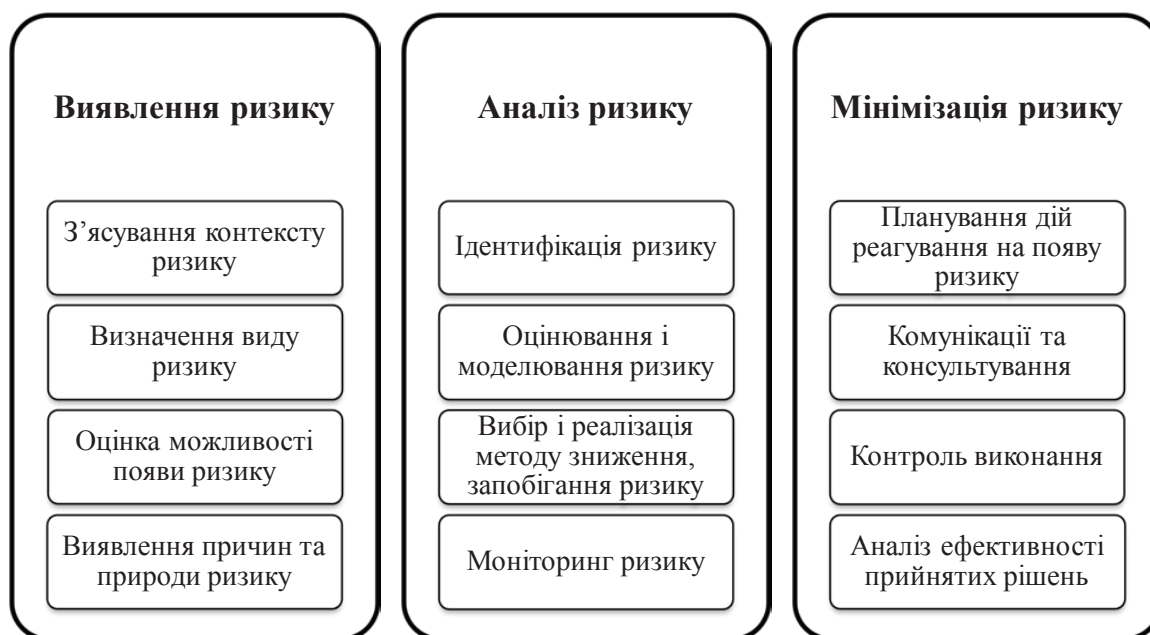 Виявлення ризику
З’ясування контексту
ризику
Визначення виду
ризику
Оцінка можливості
появи ризику
Виявлення причин та
природи ризику
Аналіз ризику
Ідентифікація ризику
Оцінювання і
моделювання ризику
Вибір і реалізація
методу зниження,
запобігання ризику
Моніторинг ризику
Мінімізація ризику
Планування дій
реагування на появу
ризику
Комунікації та
консультування
Контроль виконання
Аналіз ефективності
прийнятих рішень